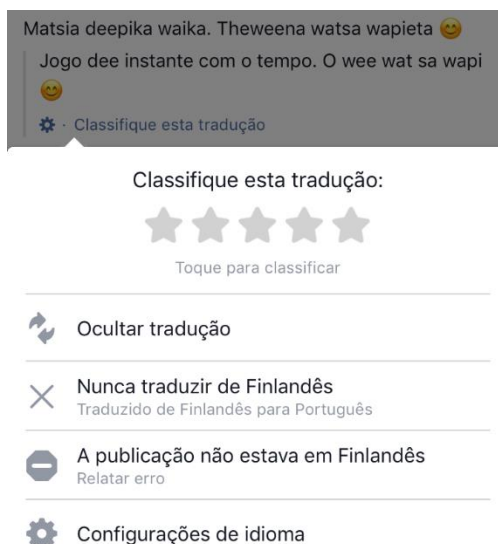 Matsia deepika waika. Theweena watsa wapieta 😊
Jogo dee instante com o tempo. O wee wat sa wapi
😊
· Classifique esta tradução
Classifique esta tradução:
Toque para classificar
Ocultar tradução
Nunca traduzir de Finlandês
Traduzido de Finlandês para Português
A publicação não estava em Finlandês
Relatar erro
Configurações de idioma